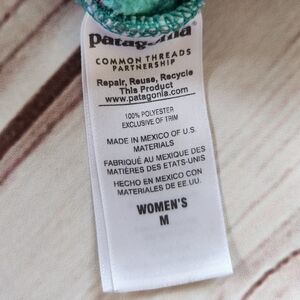 patagonia
COMMON THREADS
PARTNERSHIP
Repair, Reuse, Recycle
This Product
www.patagonia.com
100% POLYESTER
EXCLUSIVE OF TRIM
MADE IN MEXICO OF U.S.
MATERIALS
FABRIQUÉ AU MEXIQUE DES
MATIÈRES DES ETATS-UNIS
HECHO EN MEXICO CON
MATERIALES DE EE.UU.
WOMEN'S
M